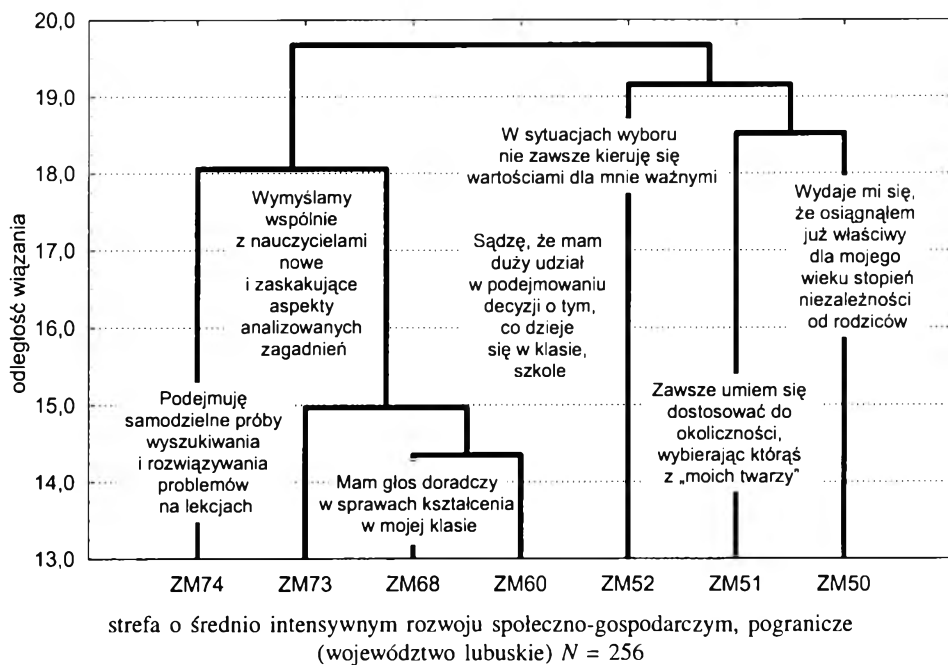 odległość wiązania
20,0
19,0
18,0
17,0
16,0
15,0
14,0
13,0
W sytuacjach wyboru
nie zawsze kieruję się
wartościami dla mnie ważnymi
Wymyślamy
wspólnie
z nauczycielami
nowe
i zaskakujące
aspekty
analizowanych
zagadnień
Wydaje mi się,
że osiągnąłem
już właściwy
dla mojego
wieku stopień
niezależności
od rodziców
Sądzę, że mam
duży udział
w podejmowaniu
decyzji o tym,
co dzieje
się w klasie,
szkole
Podejmuję
samodzielne próby
wyszukiwania
i rozwiązywania
problemów
na lekcjach
Zawsze umiem się
dostosować do
okoliczności,
wybierając którąś
z „moich twarzy”
Mam głos doradczy
w sprawach kształcenia
w mojej klasie
ZM74 ZM73 ZM68 ZM60 ZM52 ZM51 ZM50
strefa o średnio intensywnym rozwoju społeczno-gospodarczym, pogranicze
(województwo lubuskie) N = 256